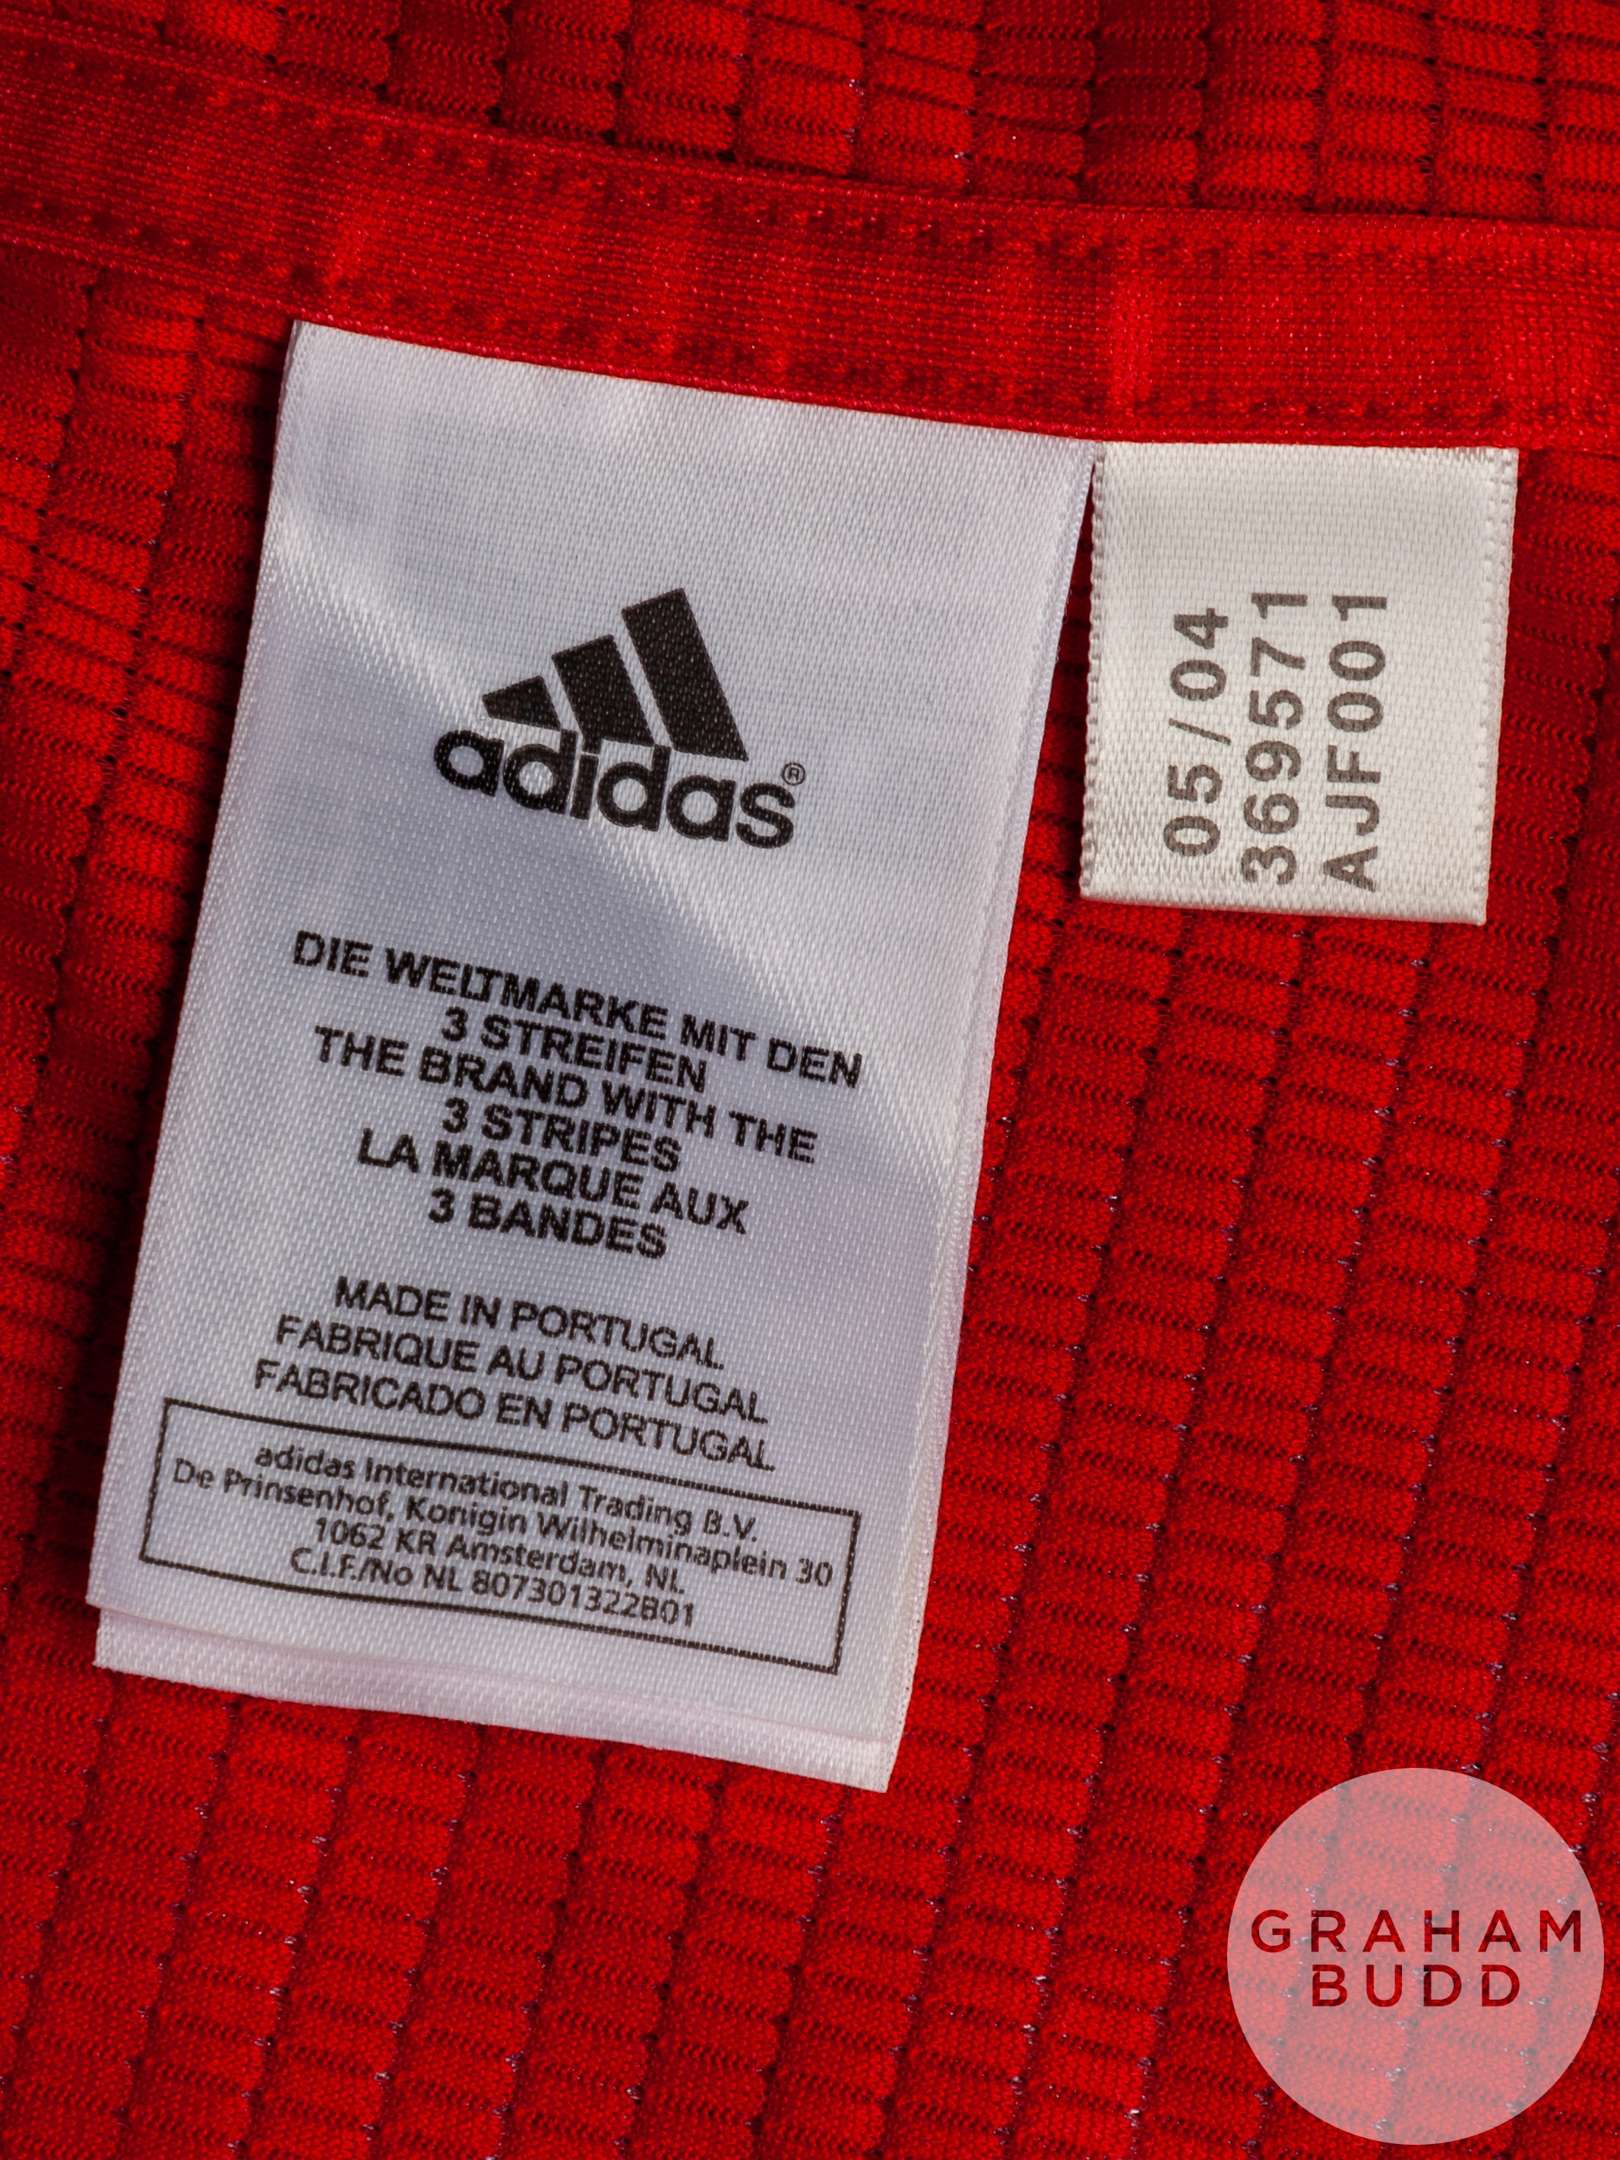 adidas®
DIE WELTMARKE MIT DEN
3 STREIFEN
THE BRAND WITH THE
3 STRIPES
LA MARQUE AUX
3 BANDES
MADE IN PORTUGAL
FABRIQUE AU PORTUGAL
FABRICADO EN PORTUGAL
adidas International Trading B.V.
De Prinsenhof, Konigin Wilhelminaplein 30
1062 KR Amsterdam, NL
C.I.F./No NL 807301322B01
05/04
369571
AJF001
GRAHAM
BUDD